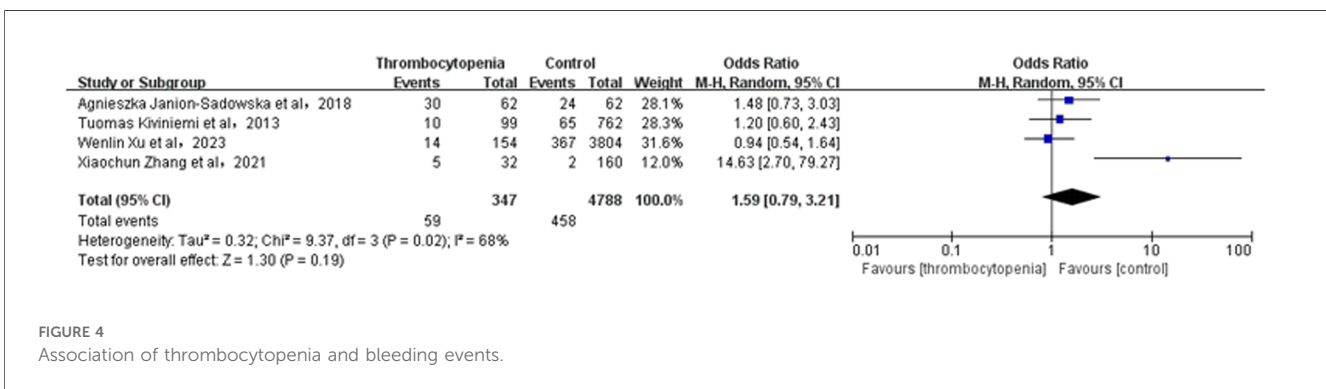 Thrombocytopenia Control Odds Ratio Odds Ratio
Study or Subgroup Events Total Events Total Weight M-H, Random, 95% CI M-H, Random, 95% CI
Agnieszka Janion-Sadowska et al，2018 30 62 24 62 28.1% 1.48 [0.73, 3.03]
Tuomas Kiviniemi et al，2013 10 99 65 762 28.3% 1.20 [0.60, 2.43]
Wenlin Xu et al，2023 14 154 367 3804 31.6% 0.94 [0.54, 1.64]
Xiaochun Zhang et al，2021 5 32 2 160 12.0% 14.63 [2.70, 79.27]
Total (95% CI) 347 4788 100.0% 1.59 [0.79, 3.21]
Total events 59 458
Heterogeneity: Tau² = 0.32; Chi² = 9.37, df = 3 (P = 0.02); I² = 68%
Test for overall effect: Z = 1.30 (P = 0.19)
0.01 0.1 1 10 100
Favours [thrombocytopenia] Favours [control]
FIGURE 4
Association of thrombocytopenia and bleeding events.